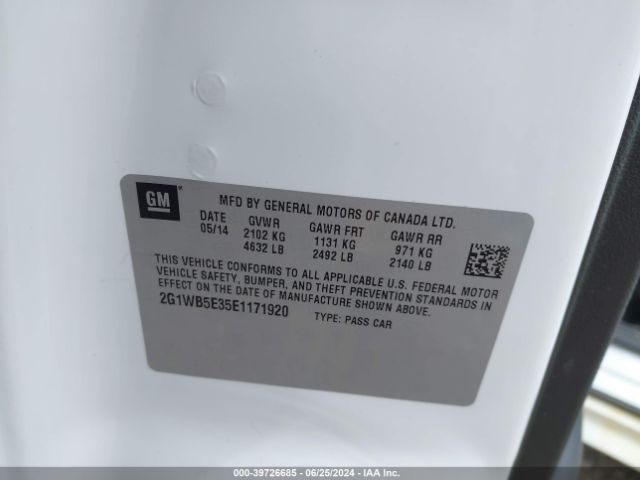 GM
MFD BY GENERAL MOTORS OF CANADA LTD.
DATE GVWR GAWR FRT GAWR RR
05/14 2102 KG 1131 KG 971 KG
4632 LB 2492 LB 2140 LB
THIS VEHICLE CONFORMS TO ALL APPLICABLE U.S. FEDERAL MOTOR
VEHICLE SAFETY, BUMPER, AND THEFT PREVENTION STANDARDS
IN EFFECT ON THE DATE OF MANUFACTURE SHOWN ABOVE.
2G1WB5E35E1171920 TYPE: PASS CAR
000-39726685 - 06/25/2024 - IAA Inc.